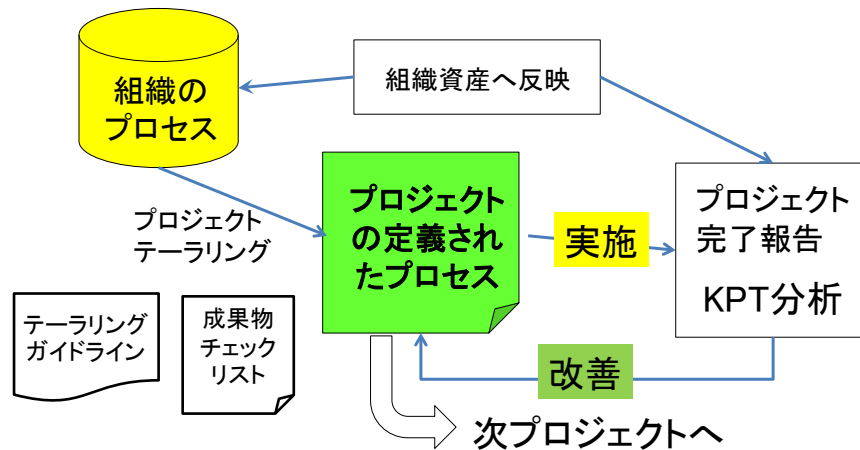 組織の
プロセス
組織資産へ反映
プロジェクト
テーラリング
プロジェクト
の定義され
たプロセス
実施
プロジェクト
完了報告
KPT分析
テーラリング
ガイドライン
成果物
チェック
リスト
改善
次プロジェクトへ